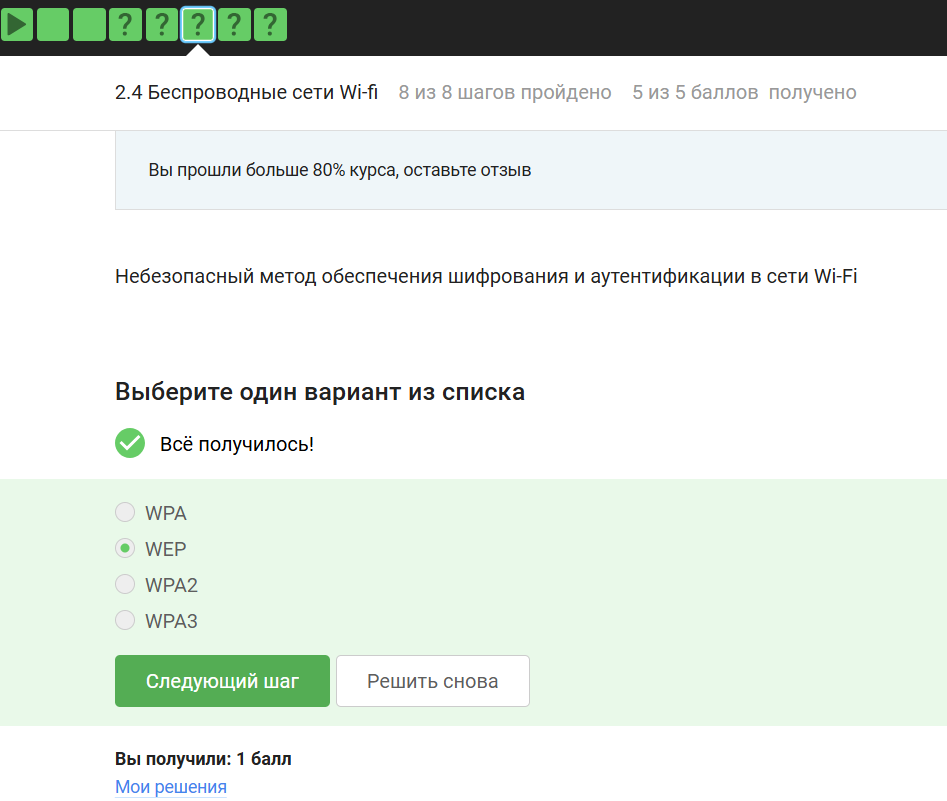 ? ? ? ? ?
2.4 Беспроводные сети Wi-fi 8 из 8 шагов пройдено 5 из 5 баллов получено
Вы прошли больше 80% курса, оставьте отзыв
Небезопасный метод обеспечения шифрования и аутентификации в сети Wi-Fi
Выберите один вариант из списка
Всё получилось!
WPA
WEP
WPA2
WPA3
Следующий шаг Решить снова
Вы получили: 1 балл
Мои решения